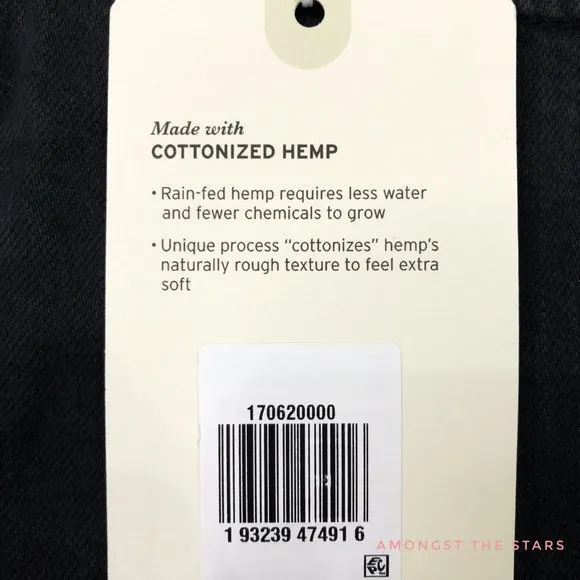 Made with
COTTONIZED HEMP
• Rain-fed hemp requires less water
and fewer chemicals to grow
• Unique process “cottonizes” hemp’s
naturally rough texture to feel extra
soft
170620000
1 93239 47491 6
AMONGST THE STARS